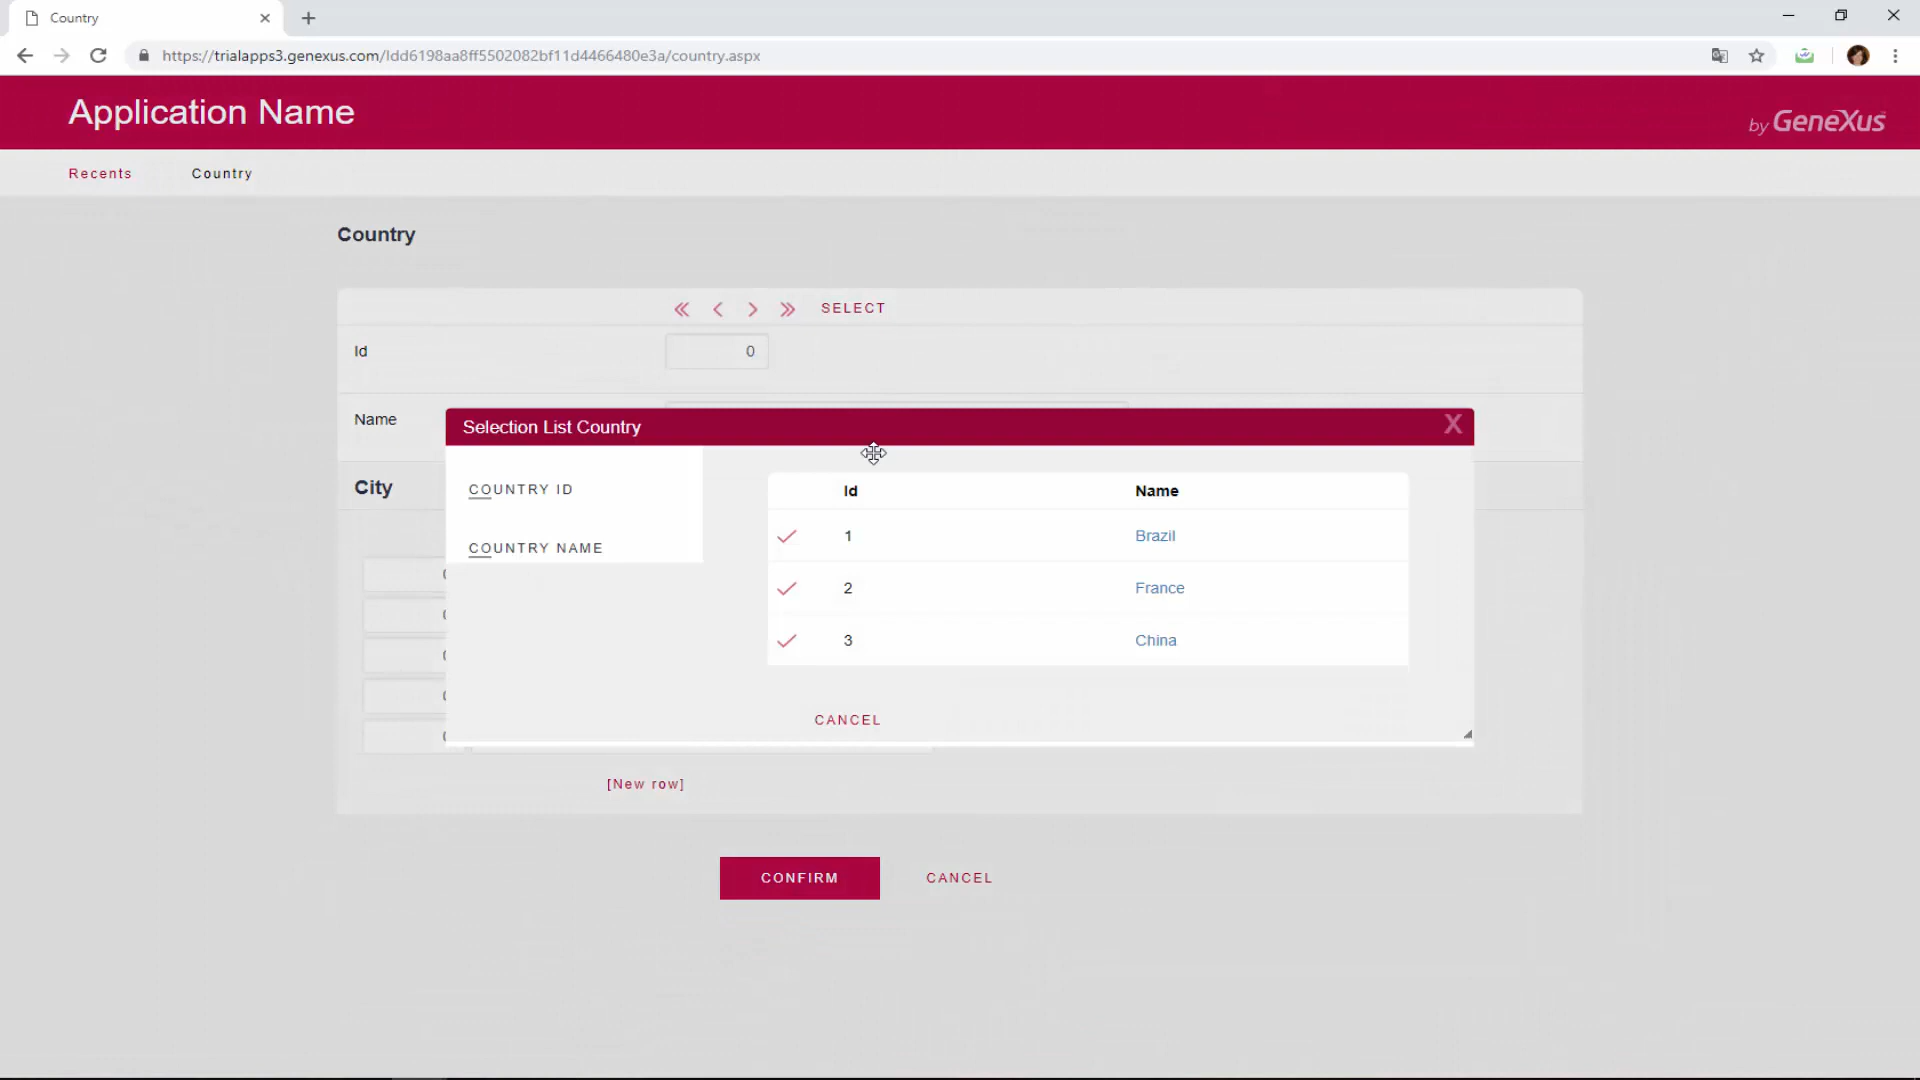 Country
https://trialapps3.genexus.com/Idd6198aa8ff5502082bf11d4466480e3a/country.aspx
Application Name
by GeneXus
Recents
Country
Country
SELECT
Id
0
Name
Selection List Country
X
City
COUNTRY ID
COUNTRY NAME
Id
Name
1
Brazil
2
France
3
China
CANCEL
[New row]
CONFIRM
CANCEL